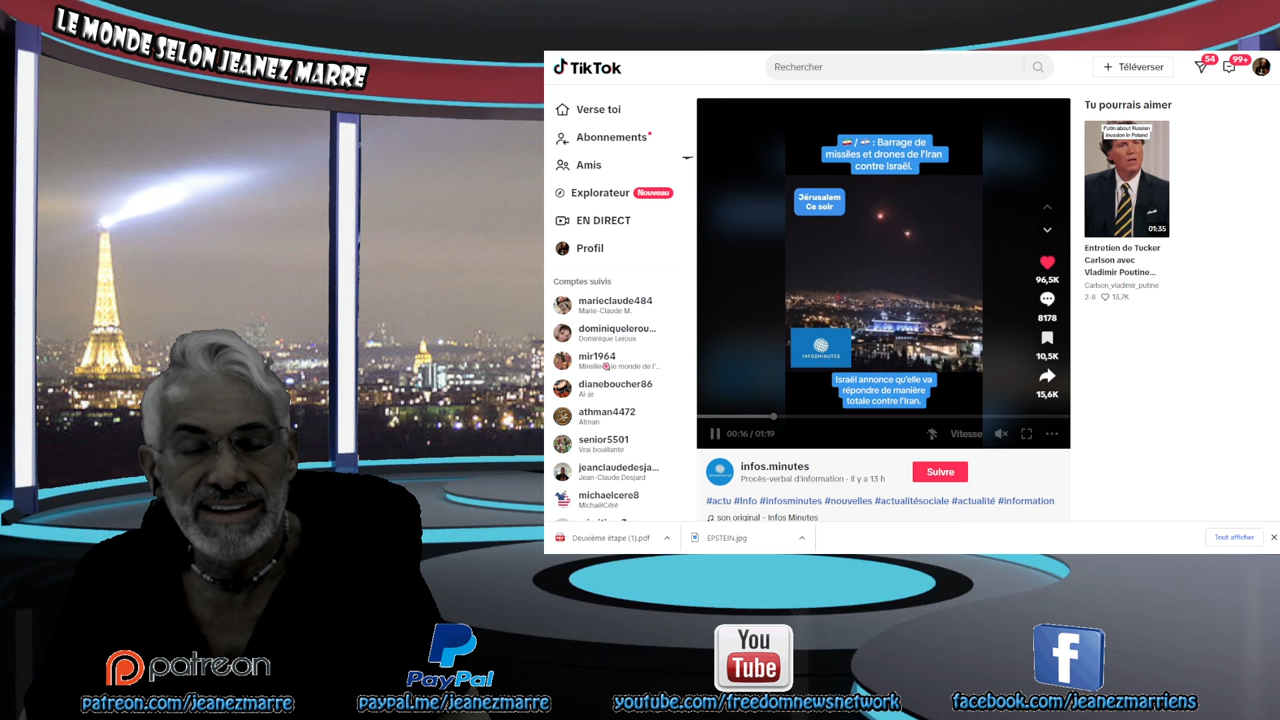 LE MONDE SELON JEANEZ MARRE
TikTok
Rechercher
Téléverser
54
99+
Verse toi
Abonnements
Amis
Explorateur
Nouveau
EN DIRECT
Profil
Comptes suivis
marieclaude484
Marie-Claude M.
dominiquelerou...
Dominique Leroux
mir1964
Mireille le monde de l'...
dianeboucher86
Ai-je
athman4472
Atman
senior5501
Vrai bouillante
jeanclaudedesja...
Jean-Claude Desjard
michaelcere8
MichaëlCéré
/ : Barrage de
missiles et drones de l'Iran
contre Israël.
Jérusalem
Ce soir
INFOSMINUTES
Israël annonce qu'elle va
répondre de manière
totale contre l'Iran.
96,5K
8178
10,5K
15,6K
00:16 / 01:19
Vitesse
infos.minutes
Procès-verbal d'information · Il y a 13 h
Suivre
#actu #Info #infosminutes #nouvelles #actualitésociale #actualité #information
son original - Infos Minutes
Tu pourrais aimer
Putin about Russian
invasion in Poland
01:35
Entretien de Tucker
Carlson avec
Vladimir Poutine...
Carlson_vladimir_putine
2-8 13,7K
Deuxième étape (1).pdf
EPSTEIN.jpg
Tout afficher
patreon
patreon.com/jeanezmarre
PayPal
paypal.me/jeanezmarre
You
Tube
youtube.com/freedomnewsnetwork
f
facebook.com/jeanezmarriens